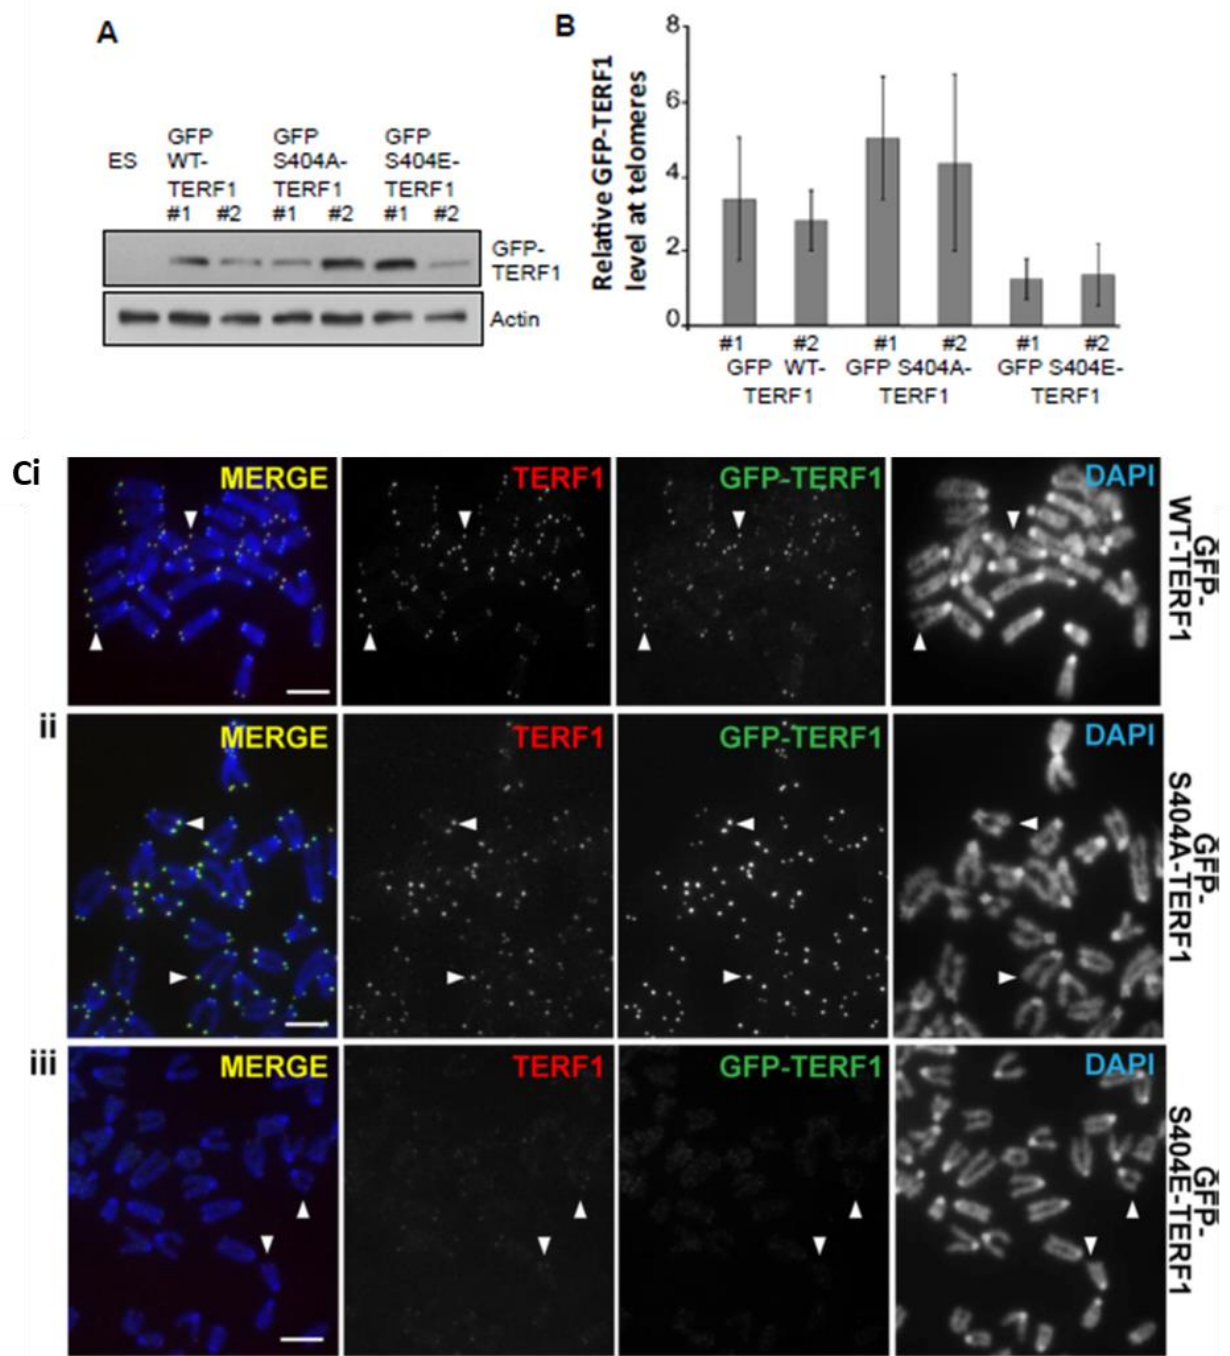 A
ES
GFP
WT-
TERF1
#1 #2
GFP
S404A-
TERF1
#1 #2
GFP
S404E-
TERF1
#1 #2
GFP-
TERF1
Actin
B
Relative GFP-TERF1
level at telomeres
8
6
4
2
0
#1 #2 #1 #2 #1 #2
GFP WT- GFP S404A- GFP S404E-
TERF1 TERF1 TERF1
Ci
MERGE TERF1 GFP-TERF1 DAPI
GFP-
WT-TERF1
ii
MERGE TERF1 GFP-TERF1 DAPI
GFP-
S404A-TERF1
iii
MERGE TERF1 GFP-TERF1 DAPI
GFP-
S404E-TERF1